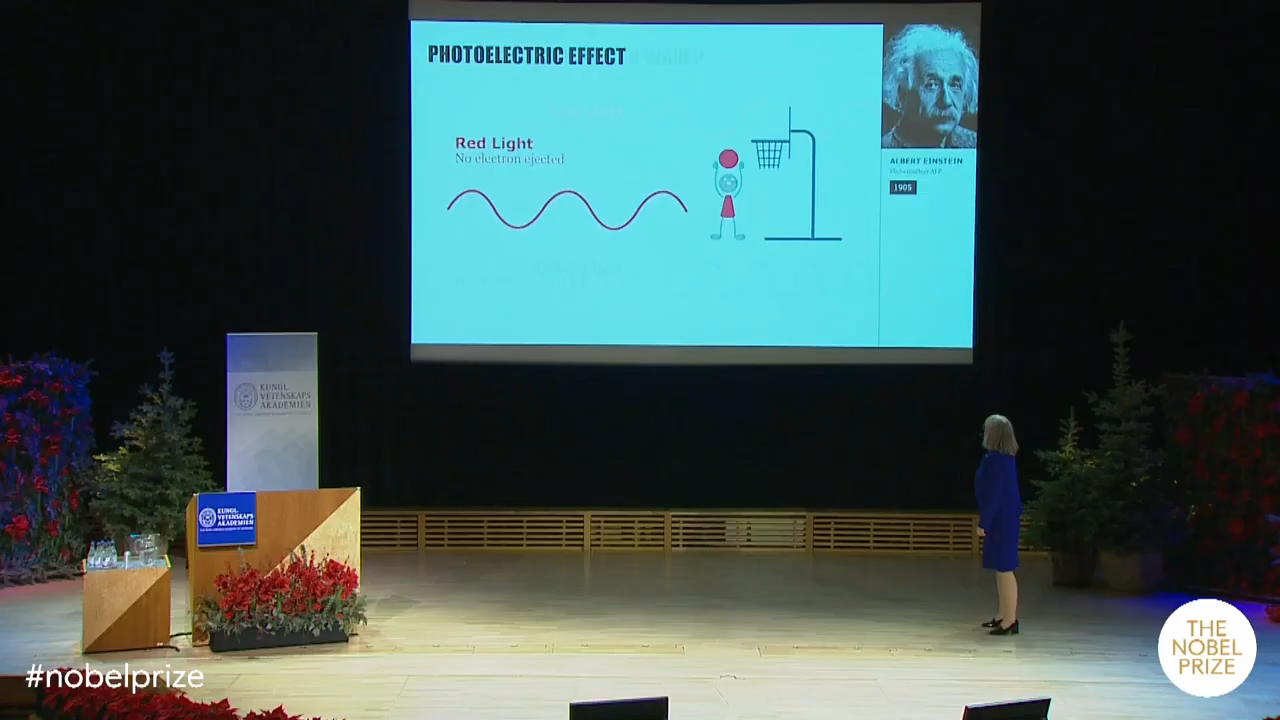 PHOTOELECTRIC EFFECT
Red Light
No electron ejected
ALBERT EINSTEIN
1905
KUNGL.
VETENSKAPS
AKADEMIEN
KUNGL.
VETENSKAPS
AKADEMIEN
#nobelprize
THE
NOBEL
PRIZE